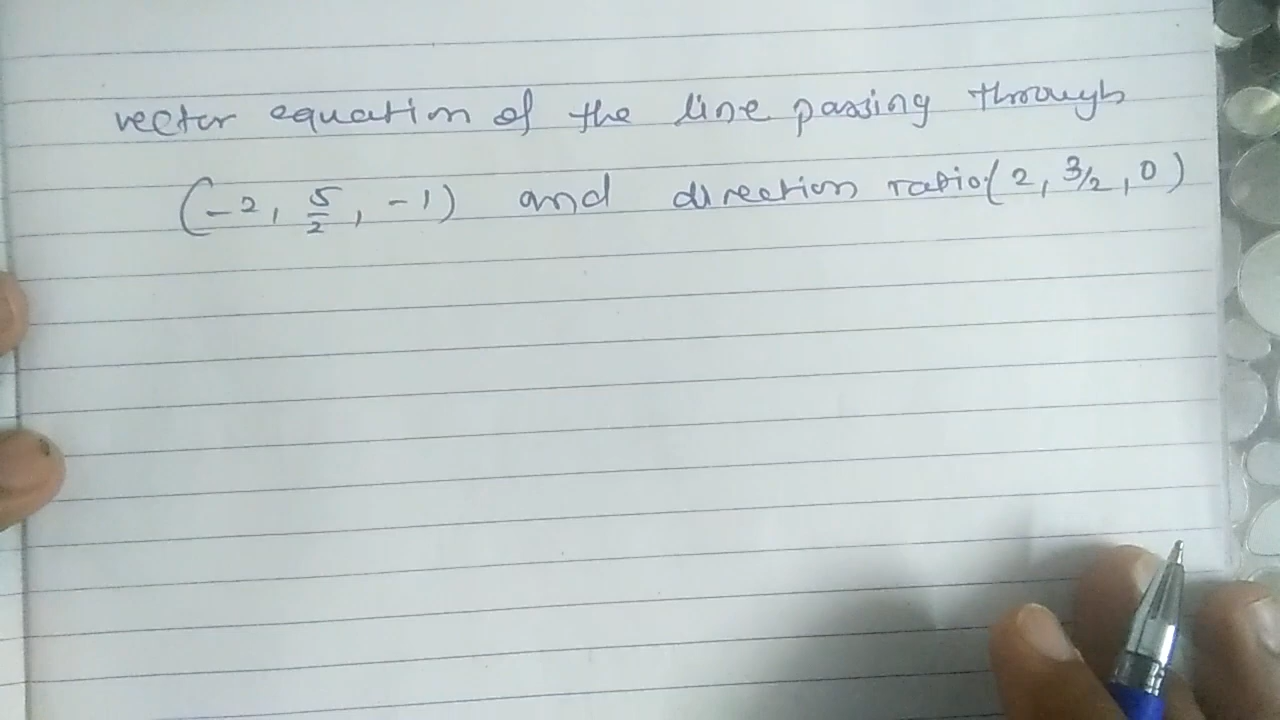 vector equation of the line passing through
(-2, 5/2, -1) and direction ratio(2, 3/2, 0)